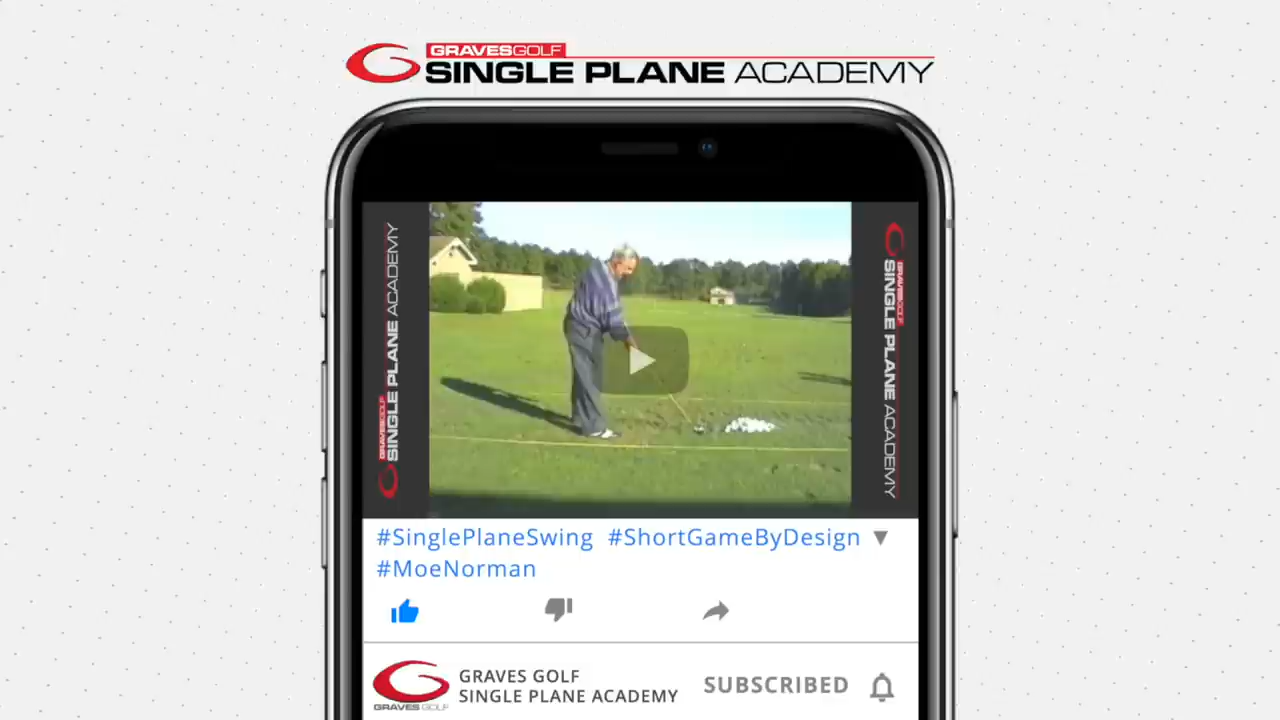 GRAVESGOLF
SINGLE PLANE ACADEMY
GRAVESGOLF
SINGLE PLANE ACADEMY
GRAVESGOLF
SINGLE PLANE ACADEMY
#SinglePlaneSwing #ShortGameByDesign
#MoeNorman
GRAVES GOLF
SINGLE PLANE ACADEMY
SUBSCRIBED
GRAVES GOLF